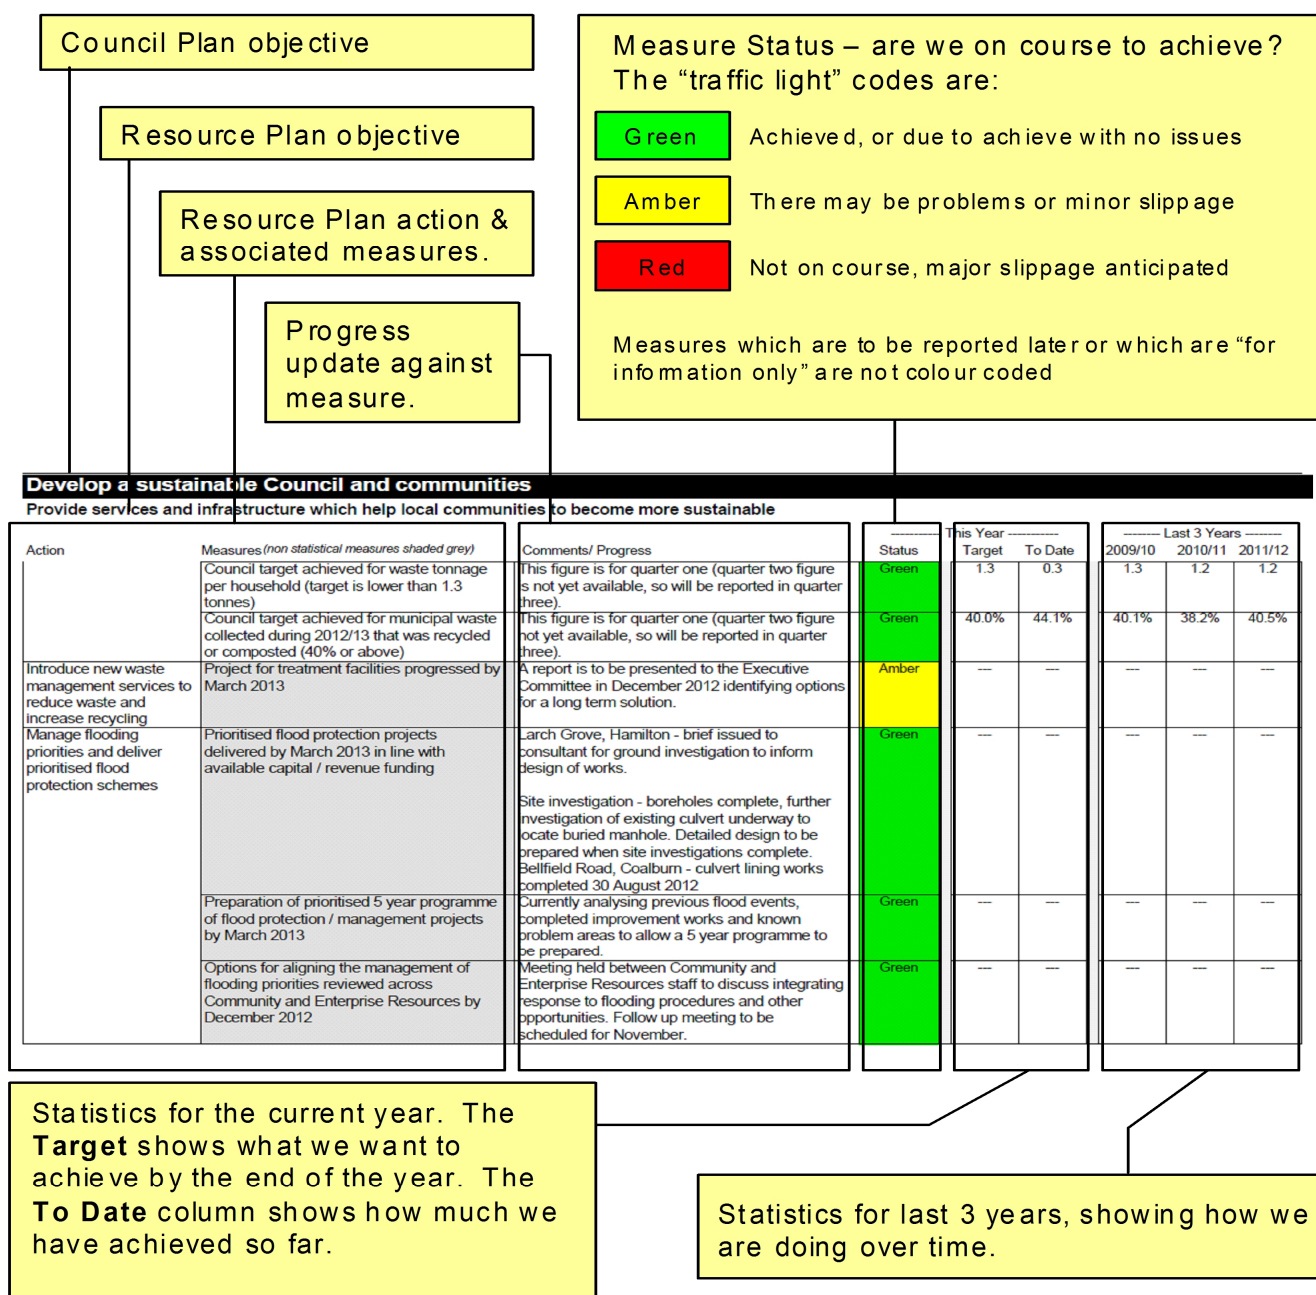 Council Plan objective
Resource Plan objective
Resource Plan action &
associated measures.
Progress
update against
measure.
Measure Status – are we on course to achieve?
The “traffic light” codes are:
Green Achieved, or due to achieve with no issues
Amber There may be problems or minor slippage
Red Not on course, major slippage anticipated
Measures which are to be reported later or which are “for
information only” are not colour coded
Develop a sustainable Council and communities
Provide services and infrastructure which help local communities to become more sustainable
----------- This Year ----------- -------- Last 3 Years --------
Action Measures (non statistical measures shaded grey) Comments/ Progress Status Target To Date 2009/10 2010/11 2011/12
Council target achieved for waste tonnage
per household (target is lower than 1.3
tonnes)
This figure is for quarter one (quarter two figure
is not yet available, so will be reported in quarter
three).
Green 1.3 0.3 1.3 1.2 1.2
Council target achieved for municipal waste
collected during 2012/13 that was recycled
or composted (40% or above)
This figure is for quarter one (quarter two figure
not yet available, so will be reported in quarter
three).
Green 40.0% 44.1% 40.1% 38.2% 40.5%
Introduce new waste
management services to
reduce waste and
increase recycling
Project for treatment facilities progressed by
March 2013
A report is to be presented to the Executive
Committee in December 2012 identifying options
for a long term solution.
Amber --- --- --- --- ---
Manage flooding
priorities and deliver
prioritised flood
protection schemes
Prioritised flood protection projects
delivered by March 2013 in line with
available capital / revenue funding
Larch Grove, Hamilton - brief issued to
consultant for ground investigation to inform
design of works.
Site investigation - boreholes complete, further
investigation of existing culvert underway to
locate buried manhole. Detailed design to be
prepared when site investigations complete.
Bellfield Road, Coalburn - culvert lining works
completed 30 August 2012
Green --- --- --- --- ---
Preparation of prioritised 5 year programme
of flood protection / management projects
by March 2013
Currently analysing previous flood events,
completed improvement works and known
problem areas to allow a 5 year programme to
be prepared.
Green --- --- --- --- ---
Options for aligning the management of
flooding priorities reviewed across
Community and Enterprise Resources by
December 2012
Meeting held between Community and
Enterprise Resources staff to discuss integrating
response to flooding procedures and other
opportunities. Follow up meeting to be
scheduled for November.
Green --- --- --- --- ---
Statistics for the current year. The
Target shows what we want to
achieve by the end of the year. The
To Date column shows how much we
have achieved so far.
Statistics for last 3 years, showing how we
are doing over time.